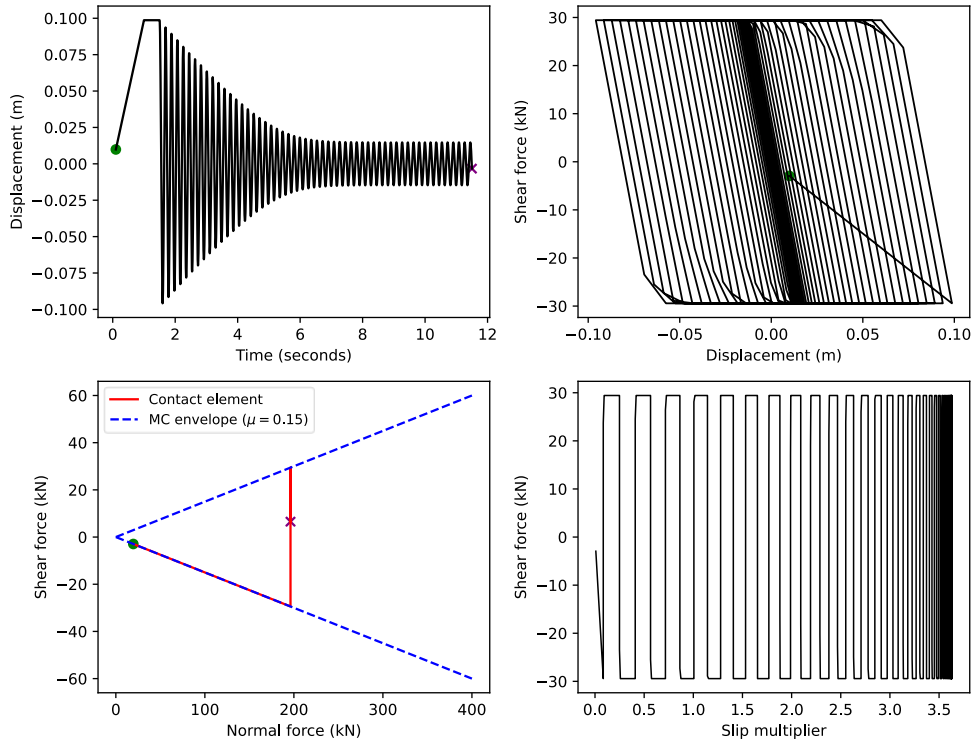 0.100
0.075
0.050
0.025
0.000
−0.025
−0.050
−0.075
−0.100
Displacement (m)
0 2 4 6 8 10 12
Time (seconds)
30
20
10
0
−10
−20
−30
Shear force (kN)
−0.10 −0.05 0.00 0.05 0.10
Displacement (m)
60
40
20
0
−20
−40
−60
Shear force (kN)
Contact element
MC envelope (μ = 0.15)
0 100 200 300 400
Normal force (kN)
30
20
10
0
−10
−20
−30
Shear force (kN)
0.0 0.5 1.0 1.5 2.0 2.5 3.0 3.5
Slip multiplier